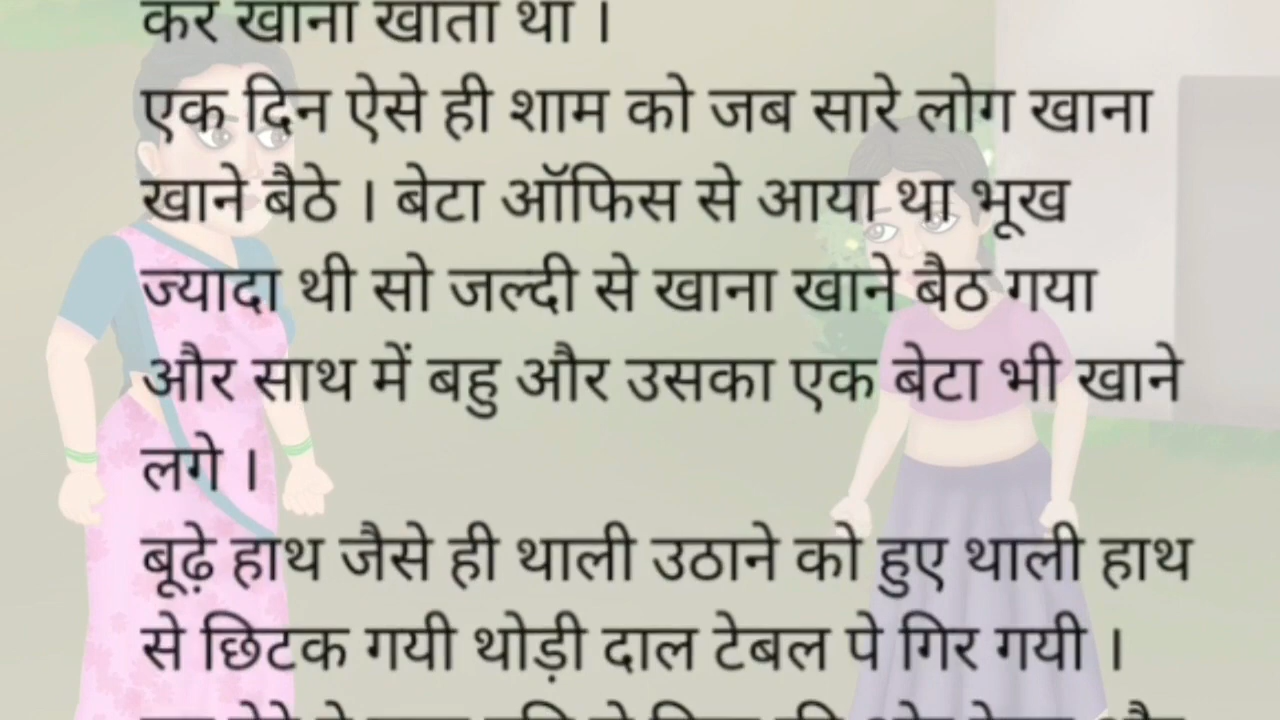 कर खाना खाता था ।
एक दिन ऐसे ही शाम को जब सारे लोग खाना
खाने बैठे । बेटा ऑफिस से आया था भूख
ज्यादा थी सो जल्दी से खाना खाने बैठ गया
और साथ में बहु और उसका एक बेटा भी खाने
लगे ।
बूढ़े हाथ जैसे ही थाली उठाने को हुए थाली हाथ
से छिटक गयी थोड़ी दाल टेबल पे गिर गयी ।